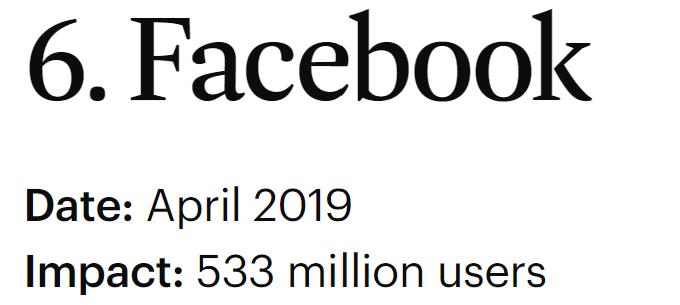 6. Facebook
Date: April 2019
Impact: 533 million users